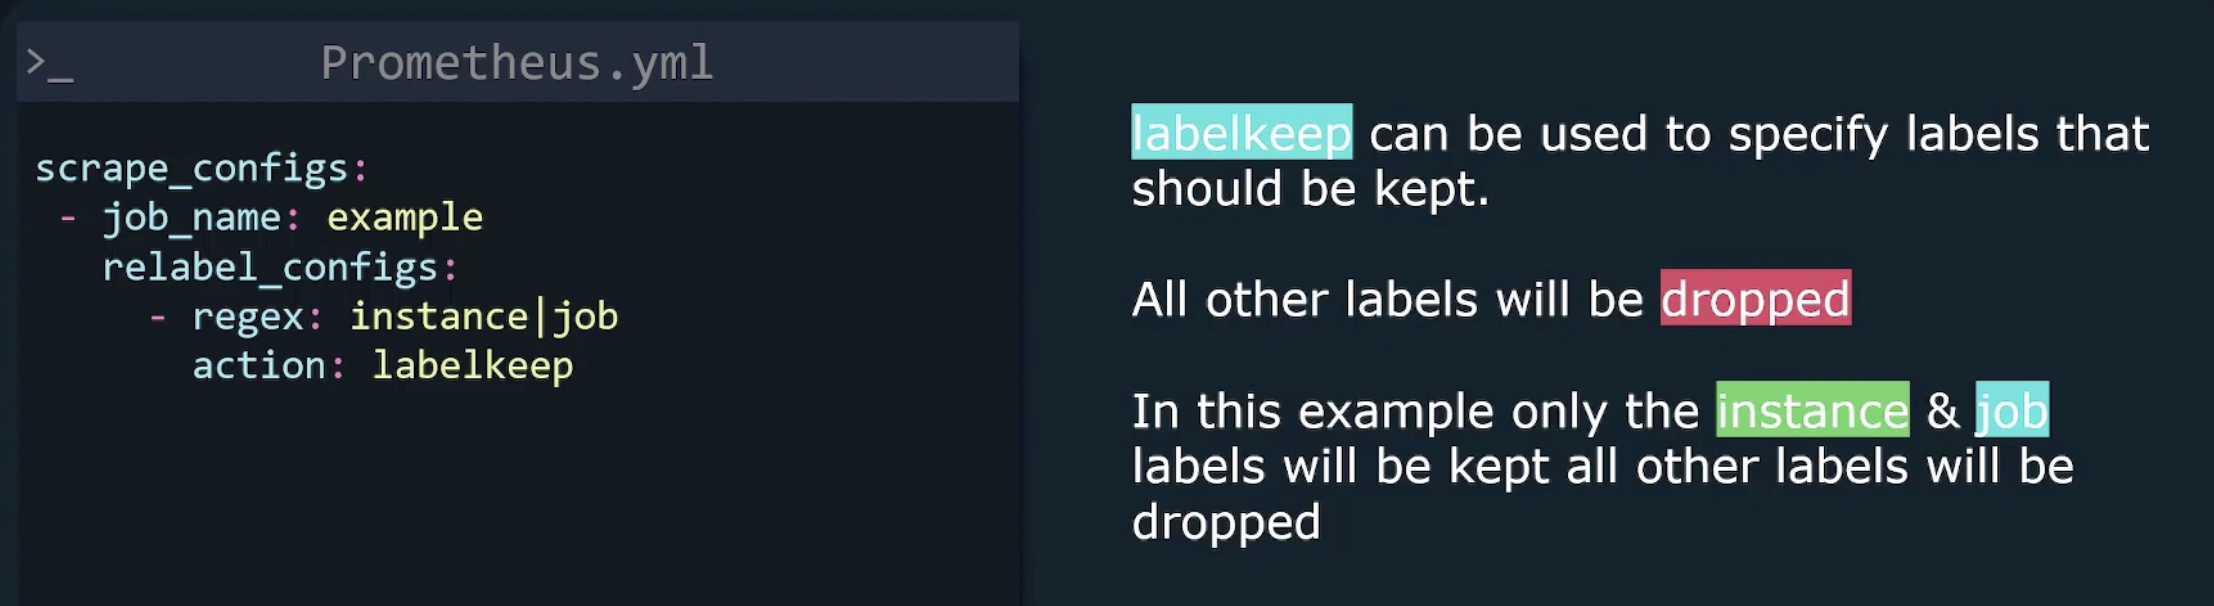 >_ Prometheus.yml
scrape_configs:
- job_name: example
relabel_configs:
- regex: instance|job
action: labelkeep
labelkeep can be used to specify labels that
should be kept.
All other labels will be dropped
In this example only the instance & job
labels will be kept all other labels will be
dropped